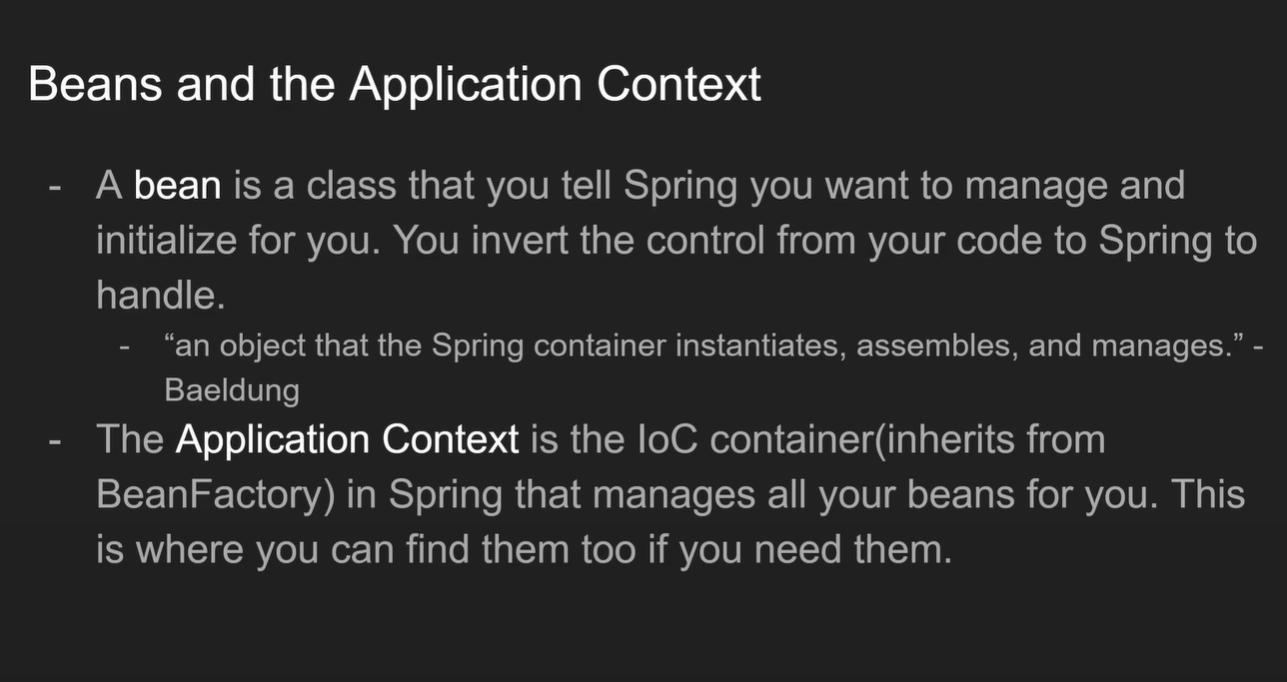 Beans and the Application Context
- A bean is a class that you tell Spring you want to manage and
initialize for you. You invert the control from your code to Spring to
handle.
- “an object that the Spring container instantiates, assembles, and manages.” -
Baeldung
- The Application Context is the IoC container(inherits from
BeanFactory) in Spring that manages all your beans for you. This
is where you can find them too if you need them.